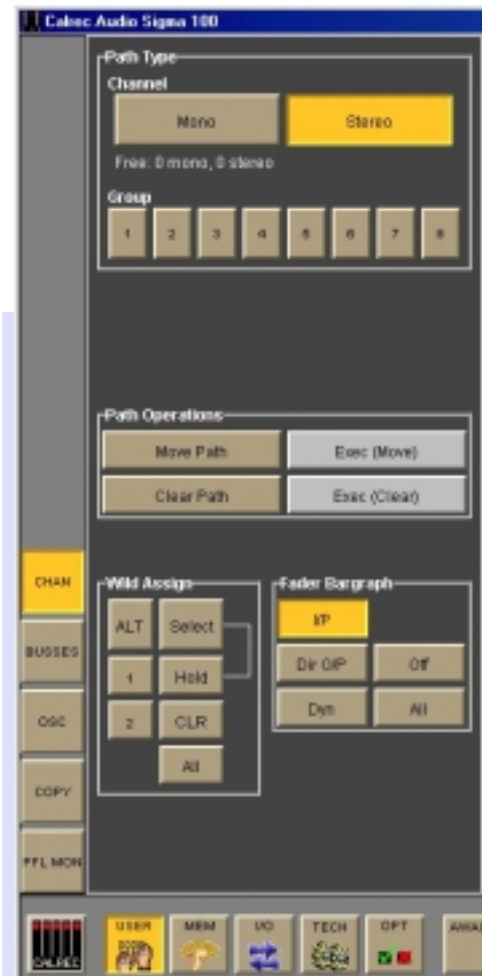 Calrec Audio Sigma 100
Path Type
Channel
Mono Stereo
Free: 0 mono, 0 stereo
Group
1 2 3 4 5 6 7 8
Path Operations
Move Path Exec (Move)
Clear Path Exec (Clear)
CHAN
BUSSES
OSC
COPY
PFL MON
Wild Assign
ALT Select
1 Hold
2 CLR
All
Fader Bargraph
I/P
Dir O/P Off
Dyn All
CALREC
USER MEM I/O TECH OPT AWA